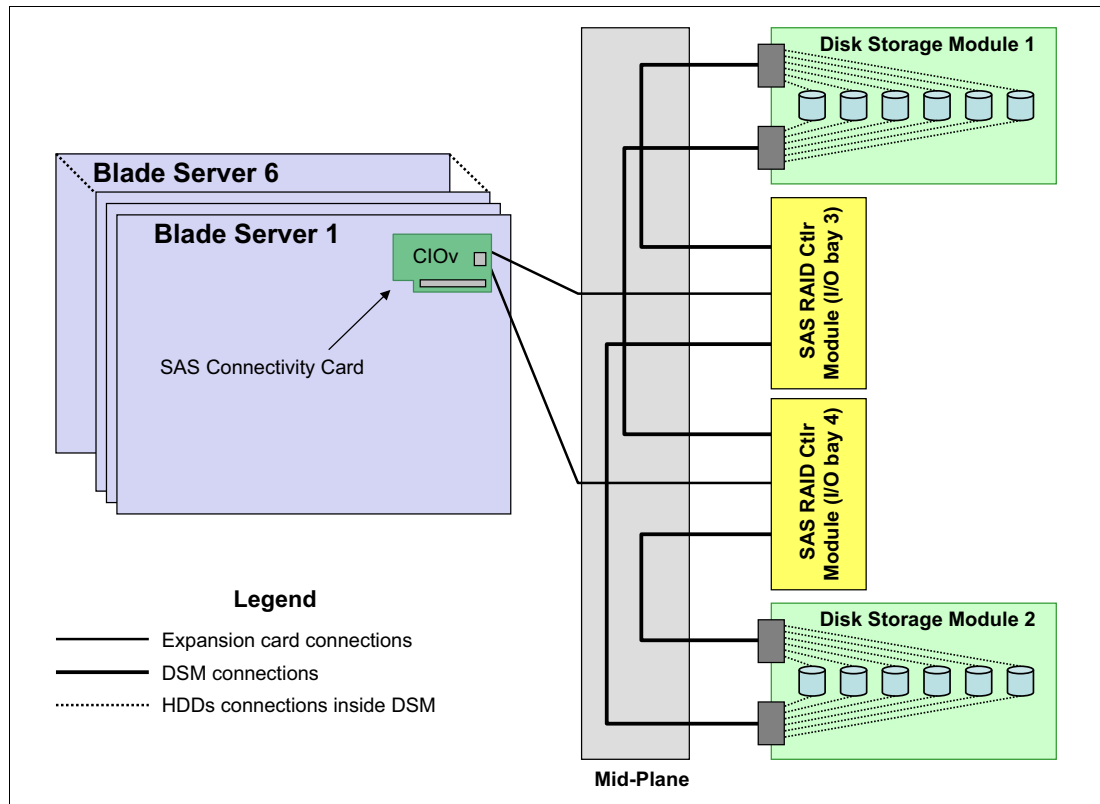 Disk Storage Module 1
Blade Server 6
Blade Server 1
CIOv
SAS Connectivity Card
SAS RAID Ctlr
Module (I/O bay 3)
SAS RAID Ctlr
Module (I/O bay 4)
Legend
Expansion card connections
DSM connections
HDDs connections inside DSM
Disk Storage Module 2
Mid-Plane